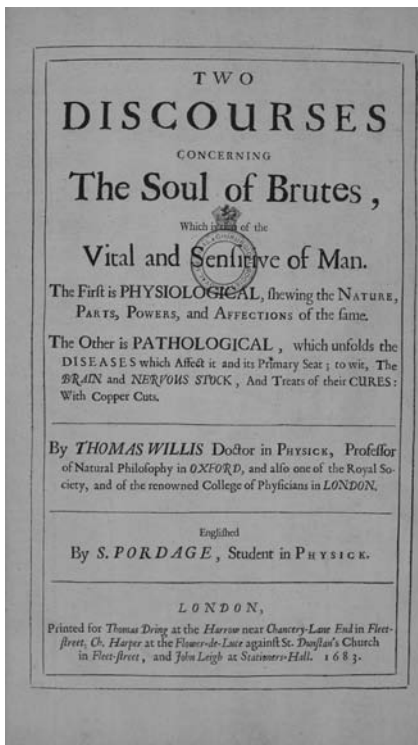 TWO
DISCOURSES
CONCERNING
The Soul of Brutes,
Which is that of the
Vital and Senſitive of Man.
The Firſt is PHYSIOLOGICAL, ſhewing the NATURE,
PARTS, POWERS, and AFFECTIONS of the ſame.
The Other is PATHOLOGICAL, which unfolds the
DISEASES which Affect it and its Primary Seat; to wit, The
BRAIN and NERVOUS STOCK, And Treats of their CURES:
With Copper Cuts.
By THOMAS WILLIS Doctor in PHYSICK, Profeſſor
of Natural Philoſophy in OXFORD, and alſo one of the Royal So-
ciety, and of the renowned College of Phyſicians in LONDON.
Engliſhed
By S. PORDAGE, Student in PHYSICK.
LONDON,
Printed for Thomas Dring at the Harrow near Chancery-Lane End in Fleet-
ſtreet, Ch. Harper at the Flower-de-Luce againſt St. Dunſtan's Church
in Fleet-ſtreet, and John Leigh at Stationers-Hall. 1683.